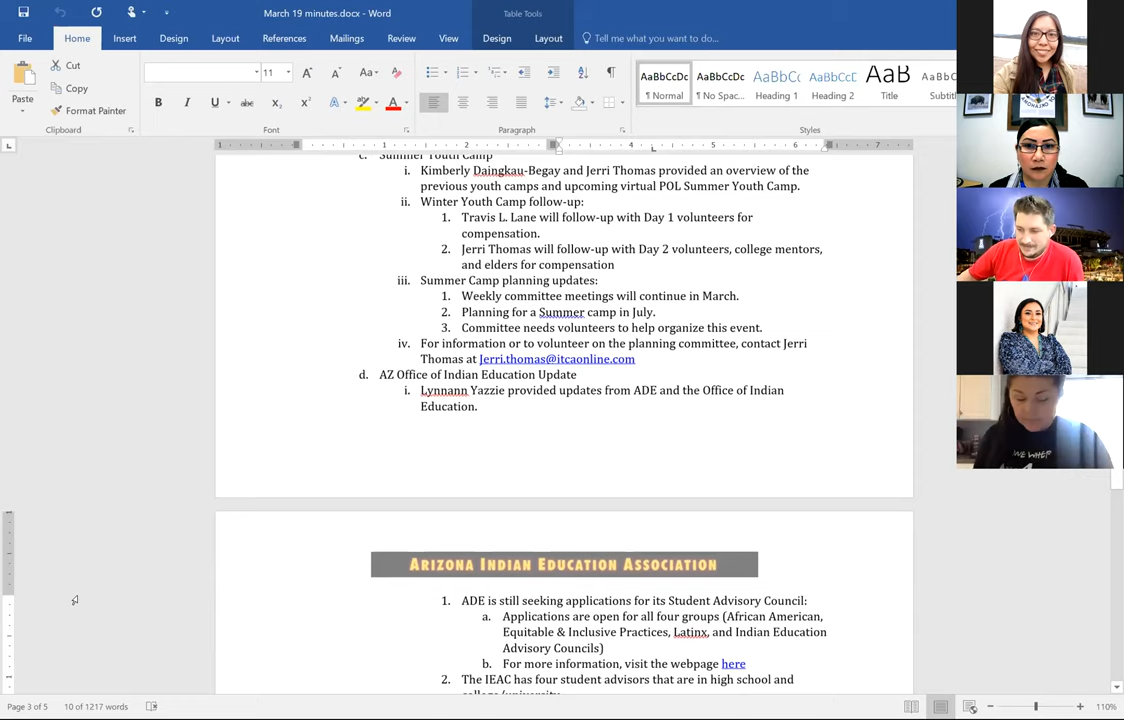 March 19 minutes.docx - Word
Table Tools
File Home Insert Design Layout References Mailings Review View Design Layout Tell me what you want to do...
Cut
Copy
Format Painter
Paste
11
Clipboard
Font
Paragraph
Styles
AaBbCcDc
¶ Normal
AaBbCcDc
¶ No Spac...
AaBbCc
Heading 1
AaBbCcDc
Heading 2
AaB
Title
AaBbC
Subtitl
c. Summer Youth Camp
i. Kimberly Daingkau-Begay and Jerri Thomas provided an overview of the
previous youth camps and upcoming virtual POL Summer Youth Camp.
ii. Winter Youth Camp follow-up:
1. Travis L. Lane will follow-up with Day 1 volunteers for
compensation.
2. Jerri Thomas will follow-up with Day 2 volunteers, college mentors,
and elders for compensation
iii. Summer Camp planning updates:
1. Weekly committee meetings will continue in March.
2. Planning for a Summer camp in July.
3. Committee needs volunteers to help organize this event.
iv. For information or to volunteer on the planning committee, contact Jerri
Thomas at Jerri.thomas@itcaonline.com
d. AZ Office of Indian Education Update
i. Lynnann Yazzie provided updates from ADE and the Office of Indian
Education.
ARIZONA INDIAN EDUCATION ASSOCIATION
1. ADE is still seeking applications for its Student Advisory Council:
a. Applications are open for all four groups (African American,
Equitable & Inclusive Practices, Latinx, and Indian Education
Advisory Councils)
b. For more information, visit the webpage here
2. The IEAC has four student advisors that are in high school and
college/university
Page 3 of 5 10 of 1217 words
110%